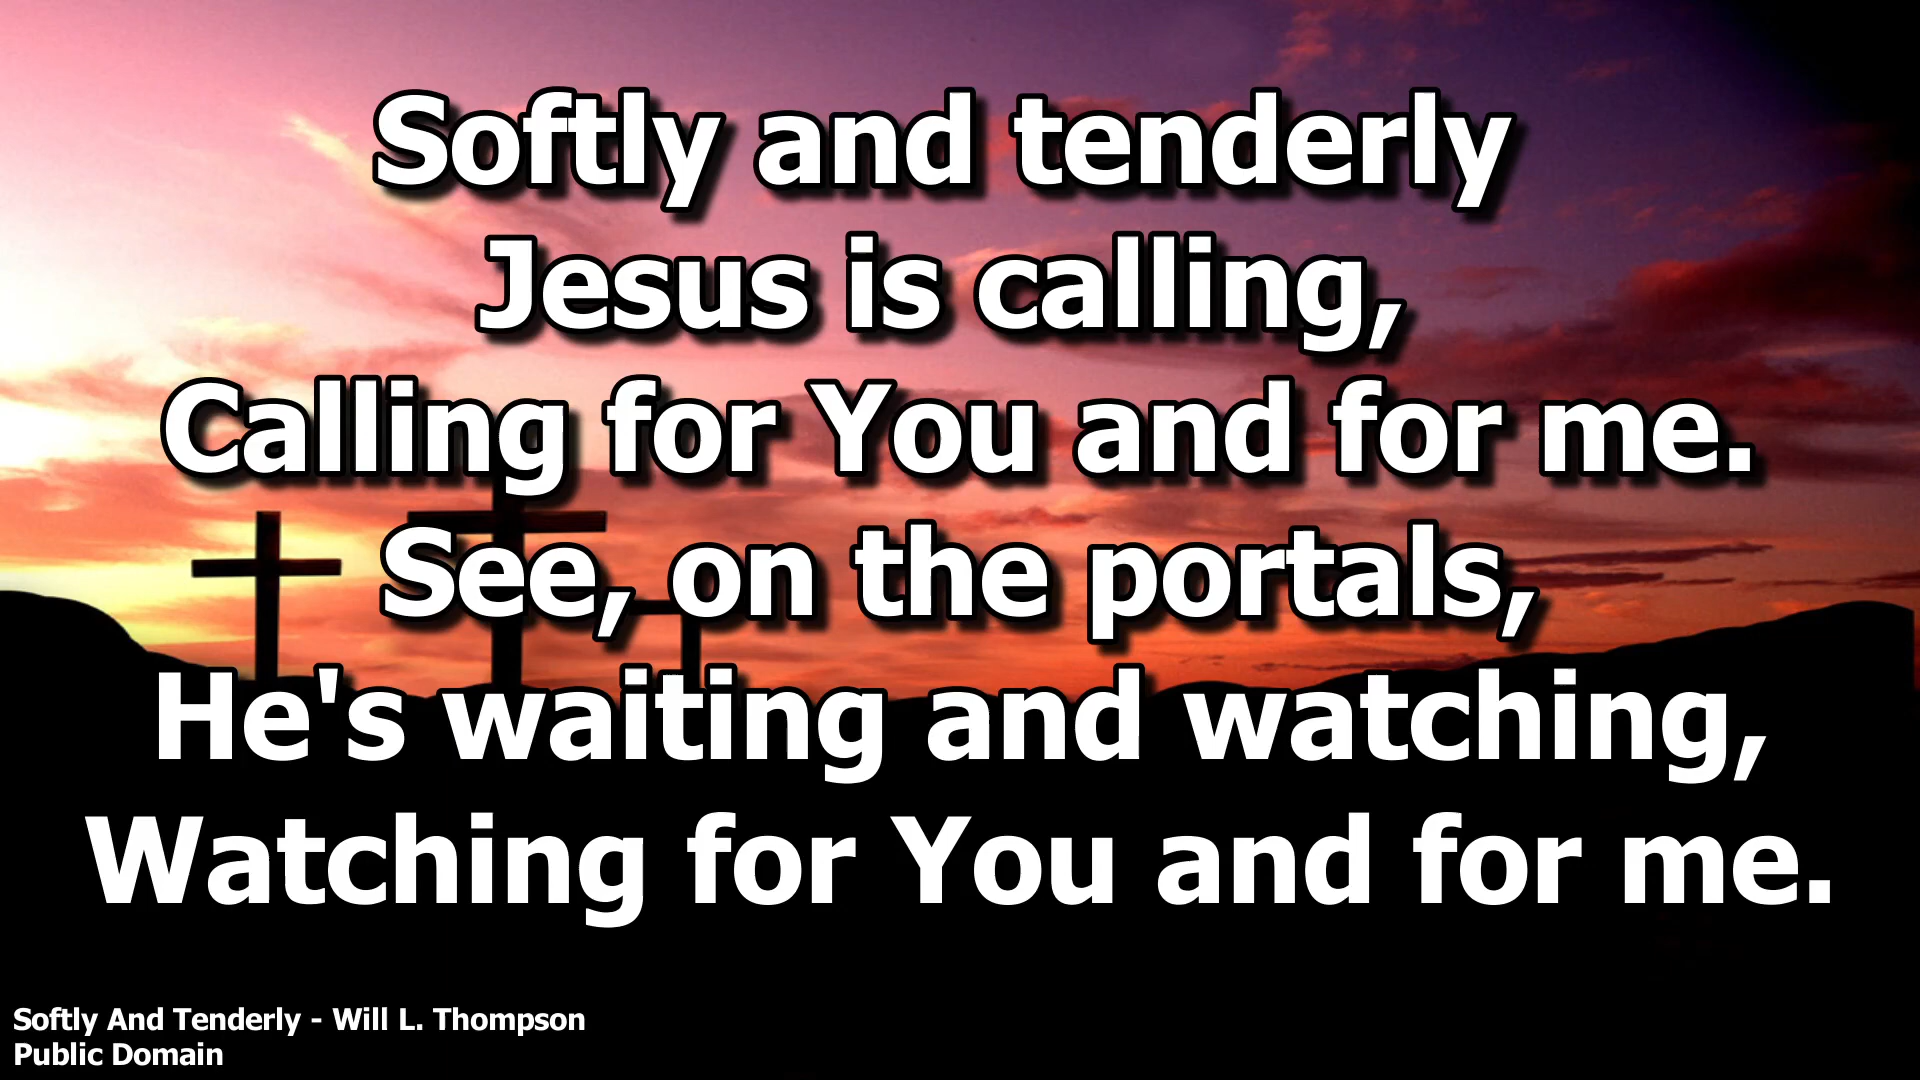 Softly and tenderly
Jesus is calling,
Calling for You and for me.
See, on the portals,
He's waiting and watching,
Watching for You and for me.
Softly And Tenderly - Will L. Thompson
Public Domain